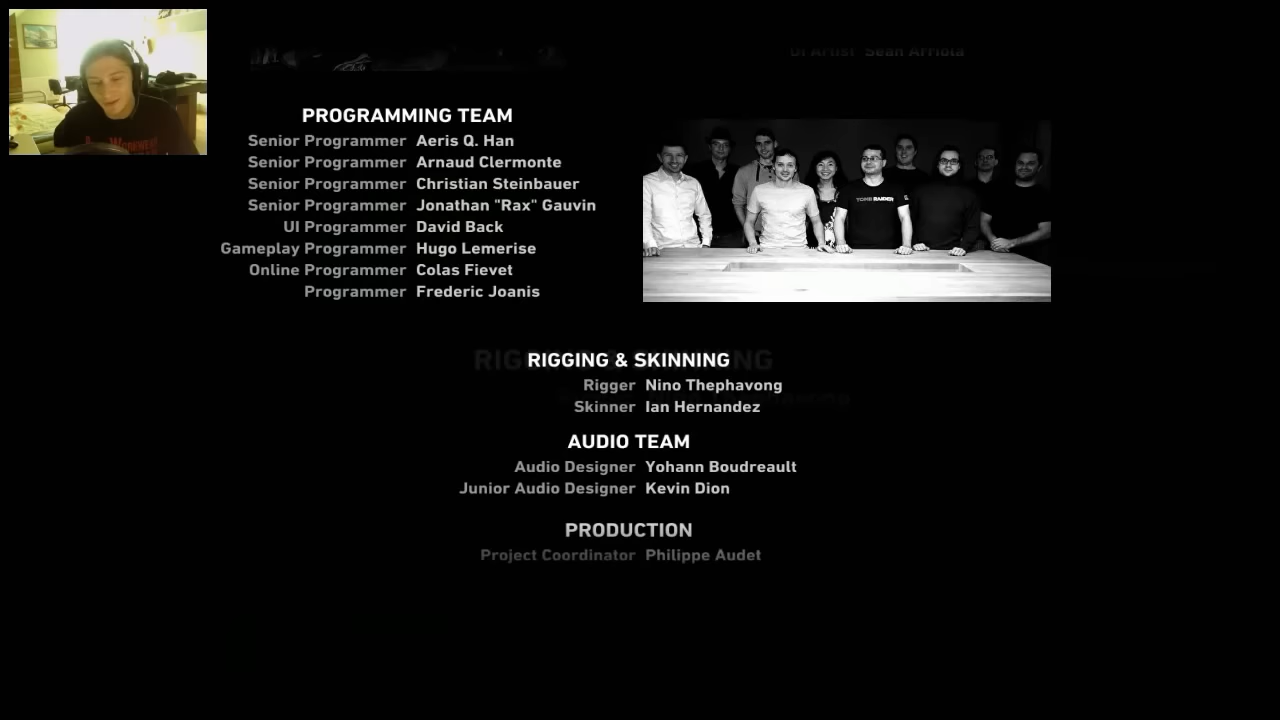 UI Artist Sean Arriola
PROGRAMMING TEAM
Senior Programmer Aeris Q. Han
Senior Programmer Arnaud Clermonte
Senior Programmer Christian Steinbauer
Senior Programmer Jonathan "Rax" Gauvin
UI Programmer David Back
Gameplay Programmer Hugo Lemerise
Online Programmer Colas Fievet
Programmer Frederic Joanis
TOMB RAIDER
RIGGING & SKINNING
Rigger Nino Thephavong
Skinner Ian Hernandez
AUDIO TEAM
Audio Designer Yohann Boudreault
Junior Audio Designer Kevin Dion
PRODUCTION
Project Coordinator Philippe Audet